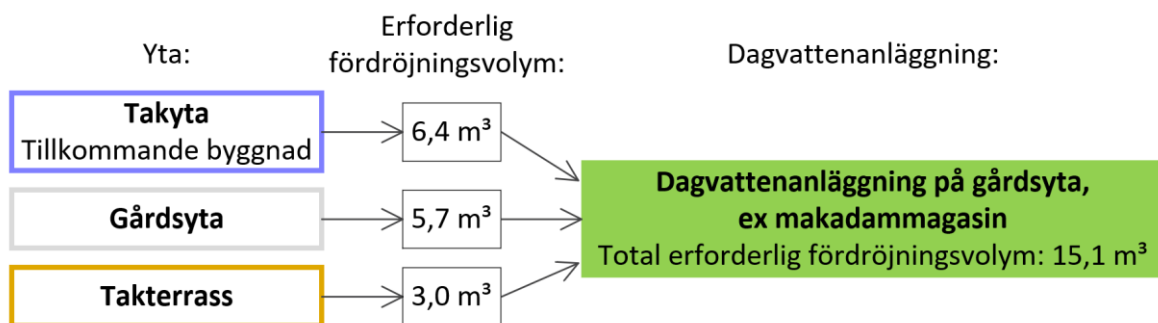 Yta:
Erforderlig
fördröjningsvolym:
Dagvattenanläggning:
Takyta
Tillkommande byggnad
6,4 m³
Gårdsyta
5,7 m³
Takterrass
3,0 m³
Dagvattenanläggning på gårdsyta,
ex makadammagasin
Total erforderlig fördröjningsvolym: 15,1 m³